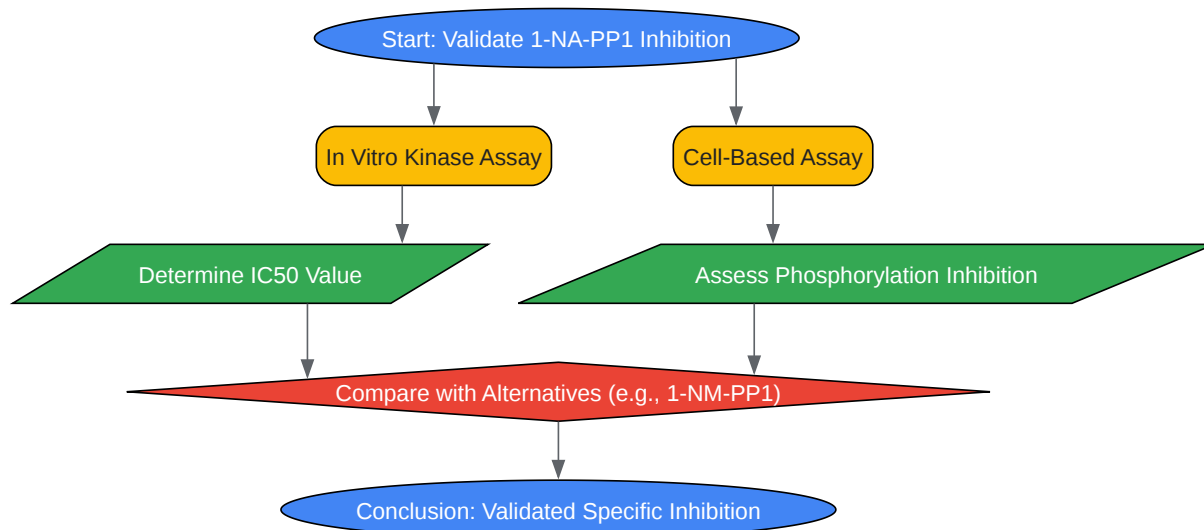 Start: Validate 1-NA-PP1 Inhibition
In Vitro Kinase Assay
Cell-Based Assay
Determine IC50 Value
Assess Phosphorylation Inhibition
Compare with Alternatives (e.g., 1-NM-PP1)
Conclusion: Validated Specific Inhibition